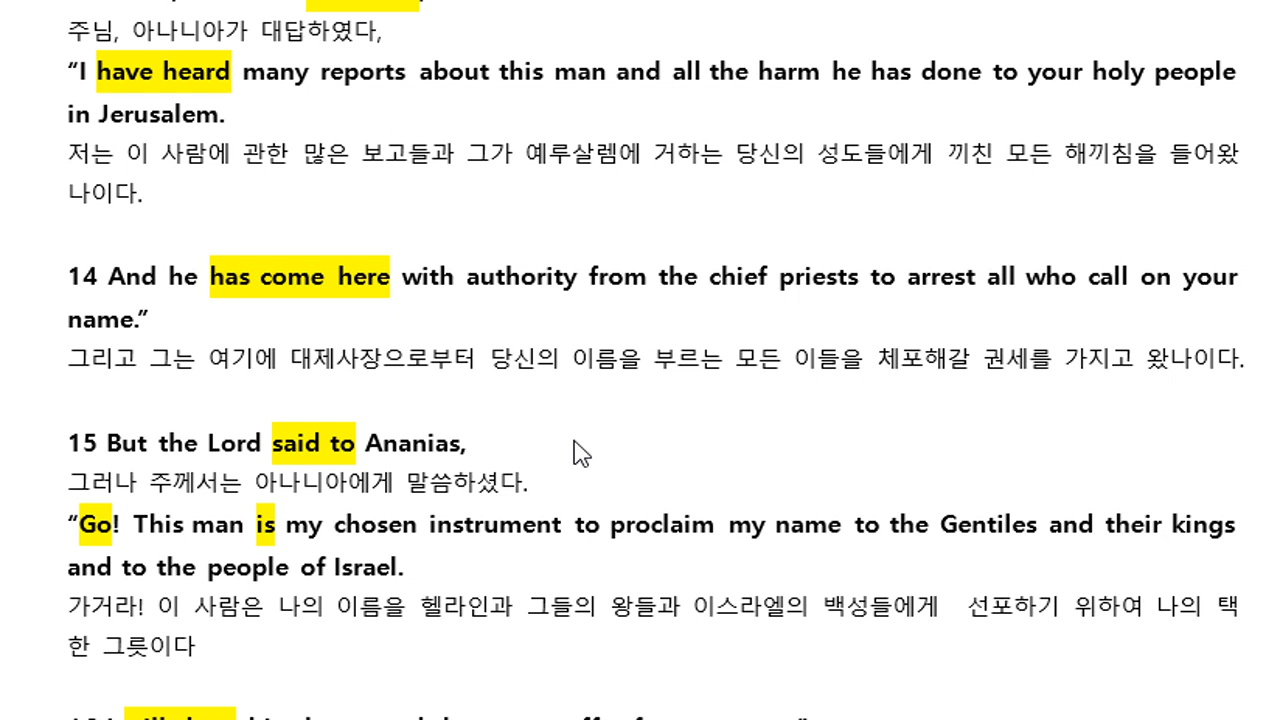 주님, 아나니아가 대답하였다,
“I have heard many reports about this man and all the harm he has done to your holy people
in Jerusalem.
저는 이 사람에 관한 많은 보고들과 그가 예루살렘에 거하는 당신의 성도들에게 끼친 모든 해끼침을 들어왔
나이다.
14 And he has come here with authority from the chief priests to arrest all who call on your
name.”
그리고 그는 여기에 대제사장으로부터 당신의 이름을 부르는 모든 이들을 체포해갈 권세를 가지고 왔나이다.
15 But the Lord said to Ananias,
그러나 주께서는 아나니아에게 말씀하셨다.
“Go! This man is my chosen instrument to proclaim my name to the Gentiles and their kings
and to the people of Israel.
가거라! 이 사람은 나의 이름을 헬라인과 그들의 왕들과 이스라엘의 백성들에게 선포하기 위하여 나의 택
한 그릇이다